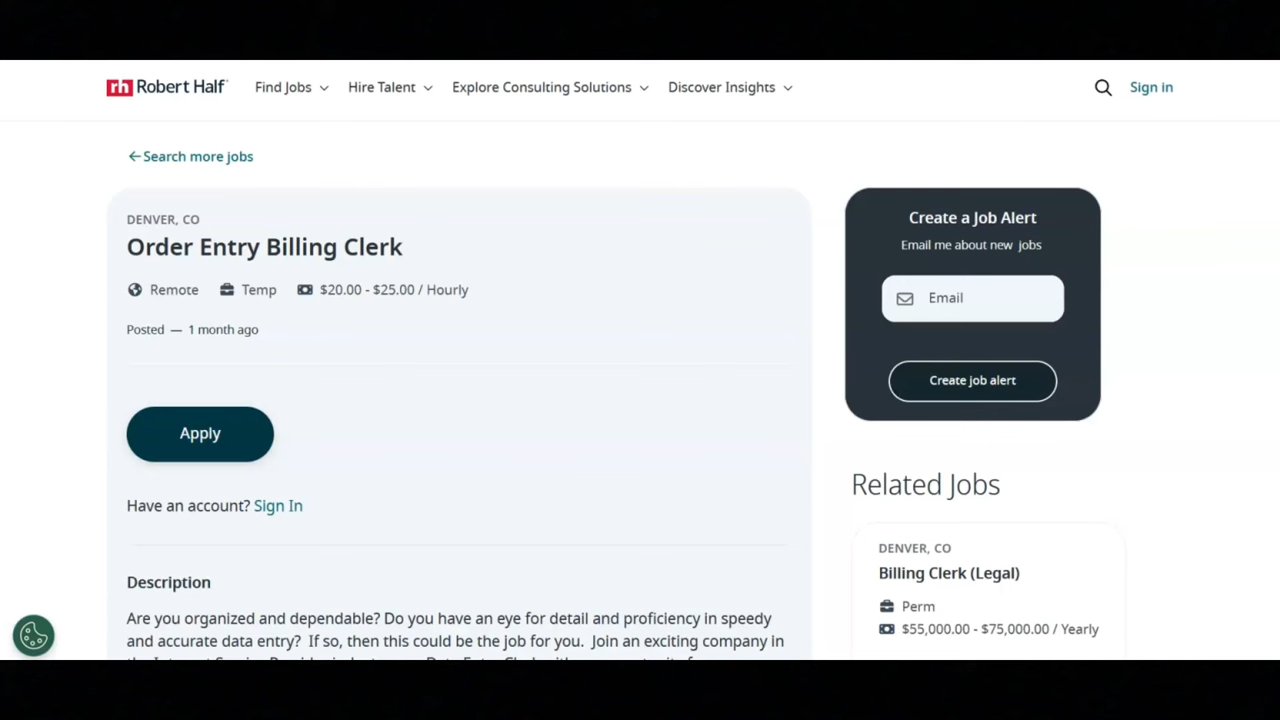 rh Robert Half
Find Jobs
Hire Talent
Explore Consulting Solutions
Discover Insights
Sign in
←Search more jobs
DENVER, CO
Order Entry Billing Clerk
Remote
Temp
$20.00 - $25.00 / Hourly
Posted — 1 month ago
Apply
Have an account? Sign In
Description
Are you organized and dependable? Do you have an eye for detail and proficiency in speedy
and accurate data entry? If so, then this could be the job for you. Join an exciting company in
Create a Job Alert
Email me about new jobs
Email
Create job alert
Related Jobs
DENVER, CO
Billing Clerk (Legal)
Perm
$55,000.00 - $75,000.00 / Yearly